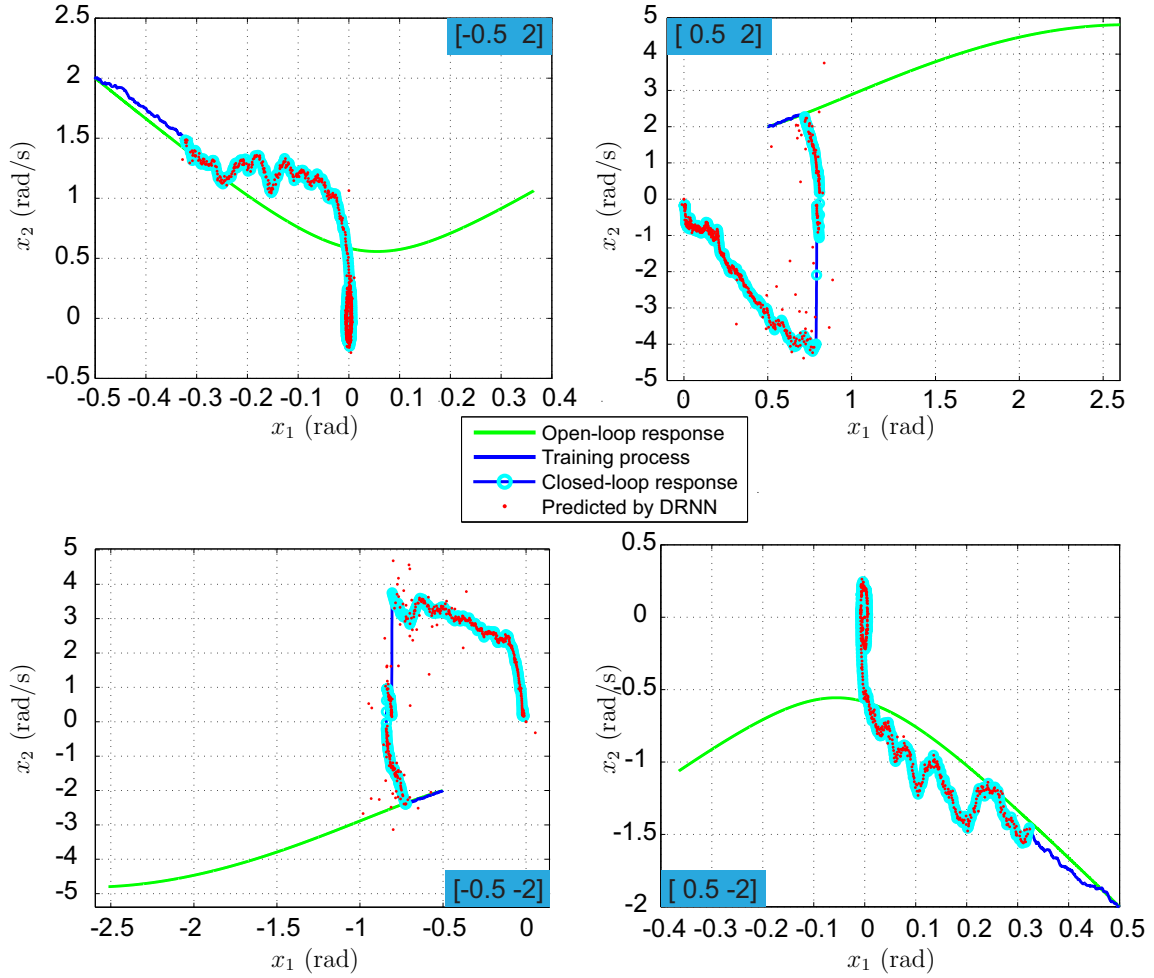 [-0.5 2]
2.5
2
1.5
1
0.5
0
-0.5
x2 (rad/s)
-0.5 -0.4 -0.3 -0.2 -0.1 0 0.1 0.2 0.3 0.4
x1 (rad)
[ 0.5 2]
5
4
3
2
1
0
-1
-2
-3
-4
-5
x2 (rad/s)
0 0.5 1 1.5 2 2.5
x1 (rad)
Open-loop response
Training process
Closed-loop response
Predicted by DRNN
5
4
3
2
1
0
-1
-2
-3
-4
-5
x2 (rad/s)
[-0.5 -2]
-2.5 -2 -1.5 -1 -0.5 0
x1 (rad)
0.5
0
-0.5
-1
-1.5
-2
x2 (rad/s)
[ 0.5 -2]
-0.4 -0.3 -0.2 -0.1 0 0.1 0.2 0.3 0.4 0.5
x1 (rad)